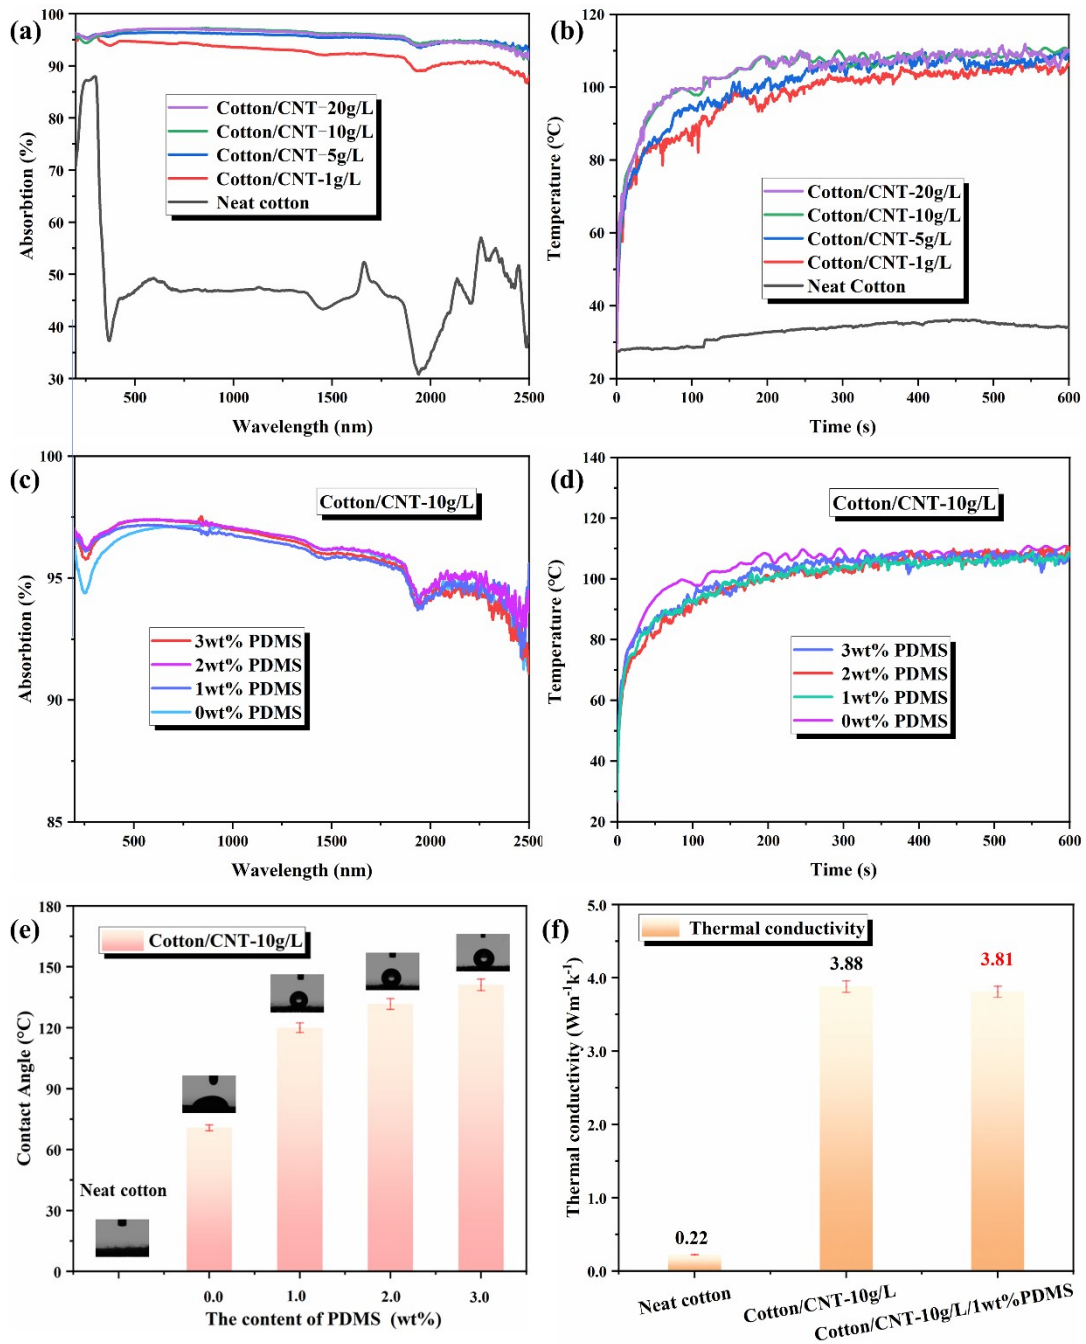 (a)
100
90
80
70
60
50
40
30
Absorbtion (%)
Cotton/CNT-20g/L
Cotton/CNT-10g/L
Cotton/CNT-5g/L
Cotton/CNT-1g/L
Neat cotton
500
1000
1500
2000
2500
Wavelength (nm)
(b)
120
100
80
60
40
20
Temperature (°C)
Cotton/CNT-20g/L
Cotton/CNT-10g/L
Cotton/CNT-5g/L
Cotton/CNT-1g/L
Neat Cotton
0
100
200
300
400
500
600
Time (s)
(c)
100
95
90
85
Absorbtion (%)
Cotton/CNT-10g/L
3wt% PDMS
2wt% PDMS
1wt% PDMS
0wt% PDMS
500
1000
1500
2000
2500
Wavelength (nm)
(d)
140
120
100
80
60
40
20
Temperature (°C)
Cotton/CNT-10g/L
3wt% PDMS
2wt% PDMS
1wt% PDMS
0wt% PDMS
0
100
200
300
400
500
600
Time (s)
(e)
180
150
120
90
60
30
0
Contact Angle (°C)
Cotton/CNT-10g/L
Neat cotton
0.0
1.0
2.0
3.0
The content of PDMS (wt%)
(f)
5.0
4.0
3.0
2.0
1.0
0.0
Thermal conductivity (Wm⁻¹k⁻¹)
Thermal conductivity
0.22
3.88
3.81
Neat cotton
Cotton/CNT-10g/L
Cotton/CNT-10g/L/1wt%PDMS